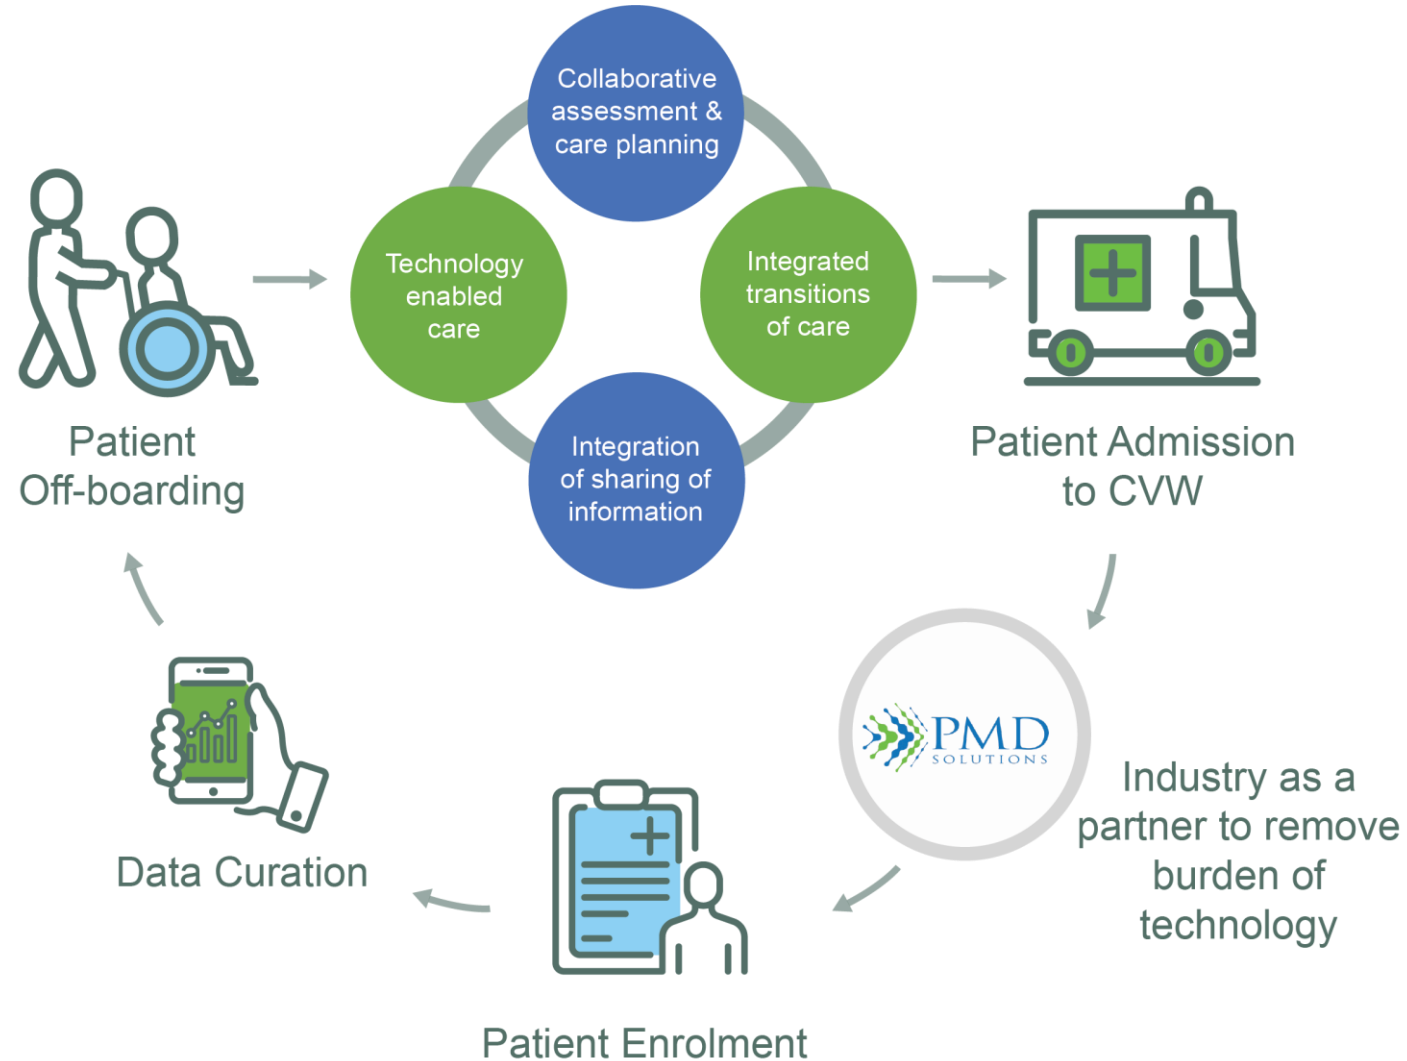 Collaborative
assessment &
care planning
Technology
enabled
care
Integrated
transitions
of care
Integration
of sharing of
information
Patient
Off-boarding
Patient Admission
to CVW
PMD
SOLUTIONS
Industry as a
partner to remove
burden of
technology
Data Curation
Patient Enrolment